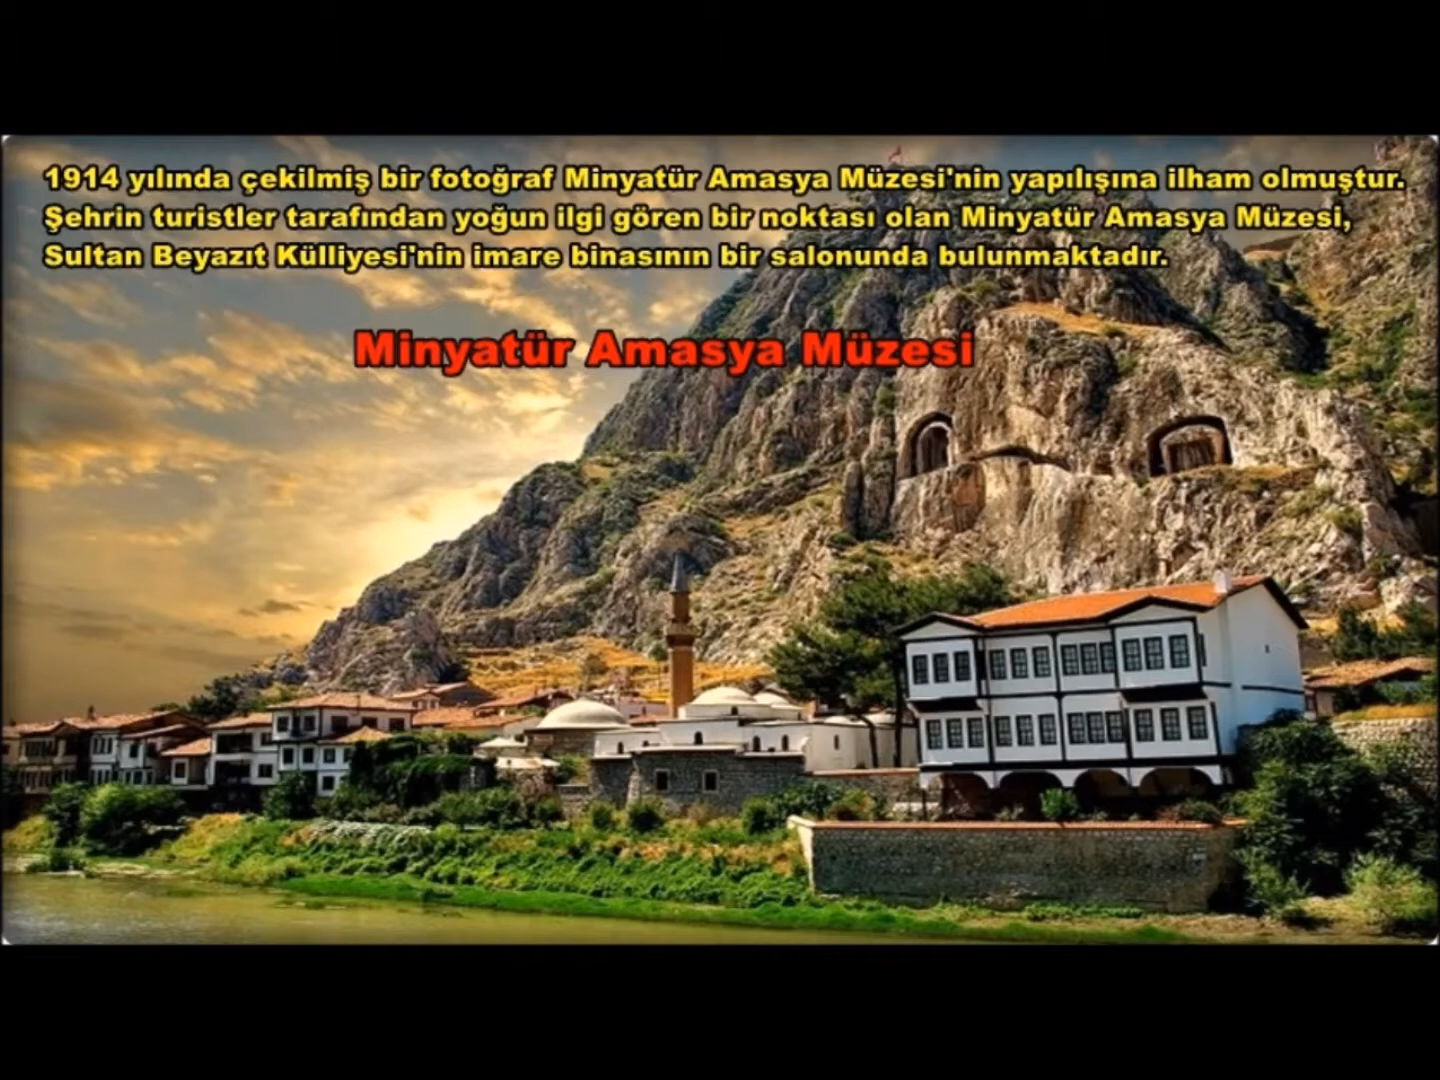 1914 yılında çekilmiş bir fotoğraf Minyatür Amasya Müzesi'nin yapılışına ilham olmuştur.
Şehrin turistler tarafından yoğun ilgi gören bir noktası olan Minyatür Amasya Müzesi,
Sultan Beyazıt Külliyesi'nin imare binasının bir salonunda bulunmaktadır.
Minyatür Amasya Müzesi